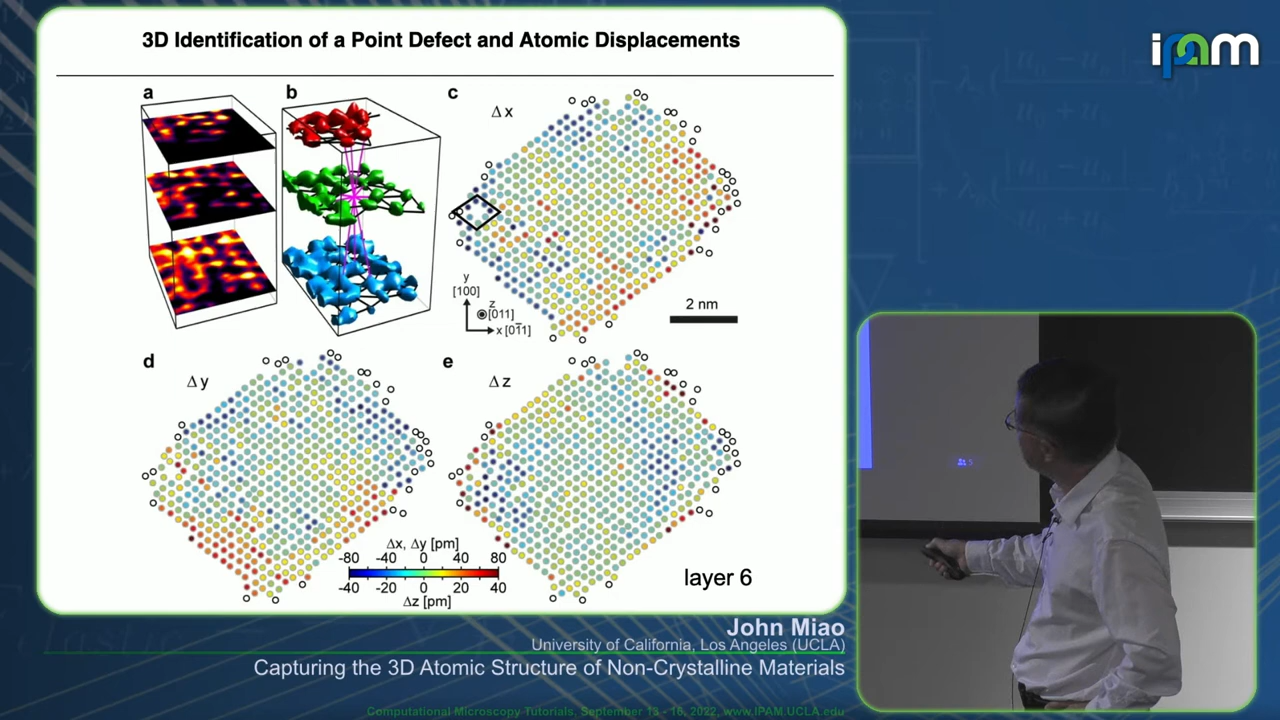 3D Identification of a Point Defect and Atomic Displacements
ipam
a
b
c
Δ x
y
[100]
z
[011]
x [01̄1]
2 nm
d
Δ y
e
Δ z
Δx, Δy [pm]
-80 -40 0 40 80
-40 -20 0 20 40
Δz [pm]
layer 6
John Miao
University of California, Los Angeles (UCLA)
Capturing the 3D Atomic Structure of Non-Crystalline Materials
Computational Microscopy Tutorials, September 13 - 16, 2022, www.IPAM.UCLA.edu